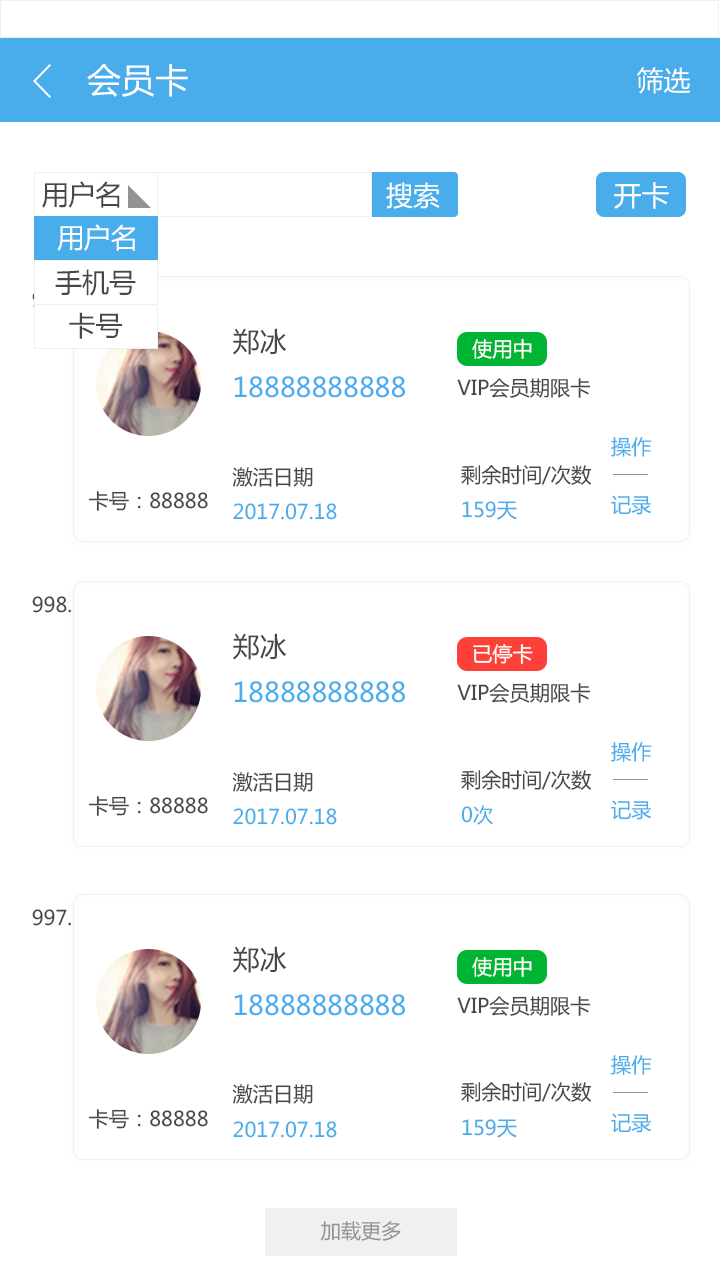 会员卡 筛选
用户名 搜索 开卡
用户名
手机号
卡号
郑冰 使用中
18888888888 VIP会员期限卡
操作
激活日期 剩余时间/次数
卡号：88888 2017.07.18 159天 记录
998.
郑冰 已停卡
18888888888 VIP会员期限卡
操作
激活日期 剩余时间/次数
卡号：88888 2017.07.18 0次 记录
997.
郑冰 使用中
18888888888 VIP会员期限卡
操作
激活日期 剩余时间/次数
卡号：88888 2017.07.18 159天 记录
加载更多